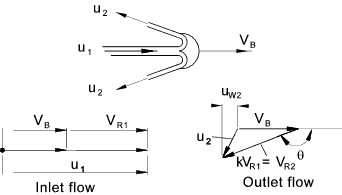 u2
u1
VB
u2
VB VR1
u1
Inlet flow
uW2
VB
u2
kVR1= VR2
θ
Outlet flow